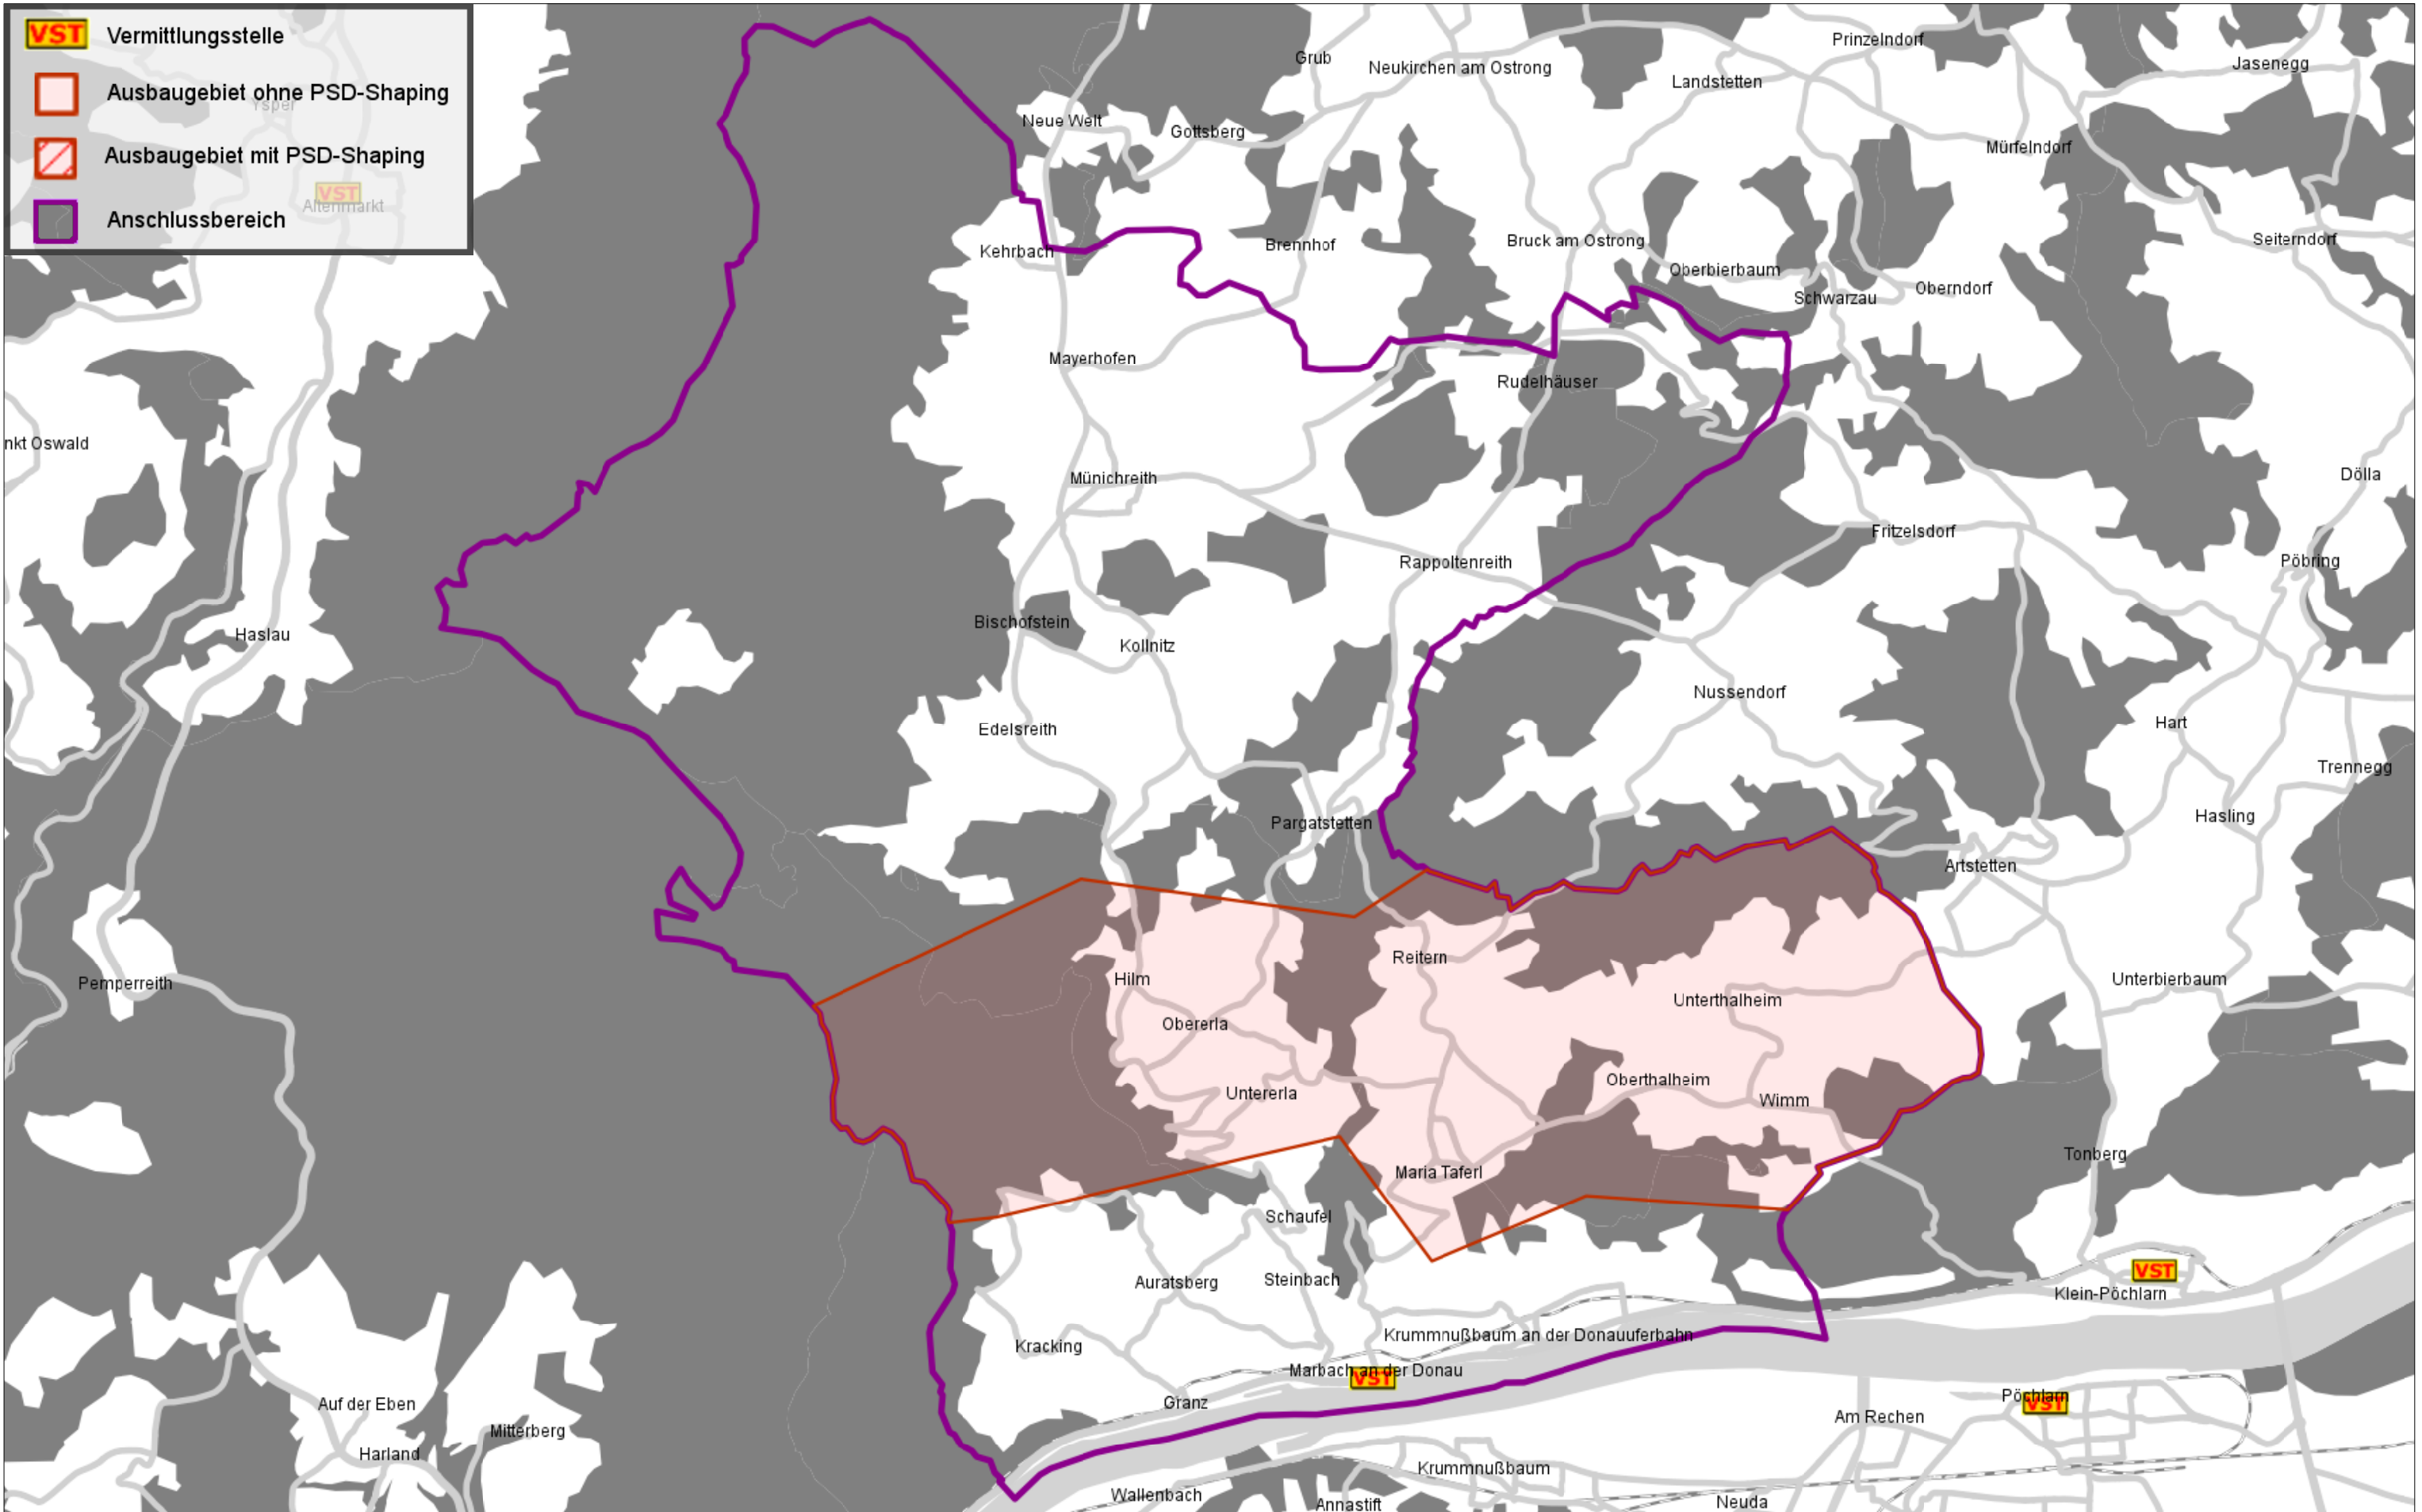 VST Vermittlungsstelle
Ausbaugebiet ohne PSD-Shaping
Ysper
Ausbaugebiet mit PSD-Shaping
VST
Altenmarkt
Anschlussbereich
Prinzelndorf
Grub
Neukirchen am Ostrong
Jasenegg
Landstetten
Neue Welt
Gottsberg
Mürfelndorf
Seiterndorf
Bruck am Ostrong
Brennhof
Kehrbach
Oberbierbaum
Oberndorf
Schwarzau
Mayerhofen
Rudelhäuser
nkt Oswald
Dölla
Münichreith
Fritzelsdorf
Pöbring
Rappoltenreith
Bischofstein
Haslau
Kollnitz
Nussendorf
Hart
Edelsreith
Trennegg
Hasling
Pargatstetten
Artstetten
Reitern
Hilm
Unterbierbaum
Pemperreith
Unterthalheim
Obererla
Oberthalheim
Untererla
Wimm
Tonberg
Maria Taferl
Schaufel
VST
Steinbach
Auratsberg
Klein-Pöchlarn
Krummnußbaum an der Donauuferbahn
Kracking
Marbach an der Donau
VST
Pöchlarn
VST
Granz
Auf der Eben
Am Rechen
Mitterberg
Harland
Krummnußbaum
Wallenbach
Neuda
Annastift